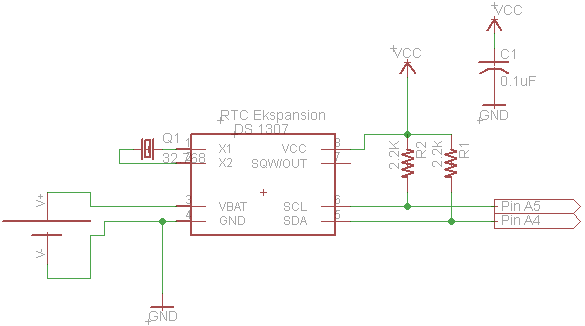 VCC
C1
0.1uF
GND
VCC
RTC Ekspansion
DS 1307
Q1
32.768
1
X1
VCC
8
2
X2
SQW/OUT
7
2.2K
R2
2.2K
R1
V+
3
VBAT
SCL
6
Pin A5
4
GND
SDA
5
Pin A4
V-
GND